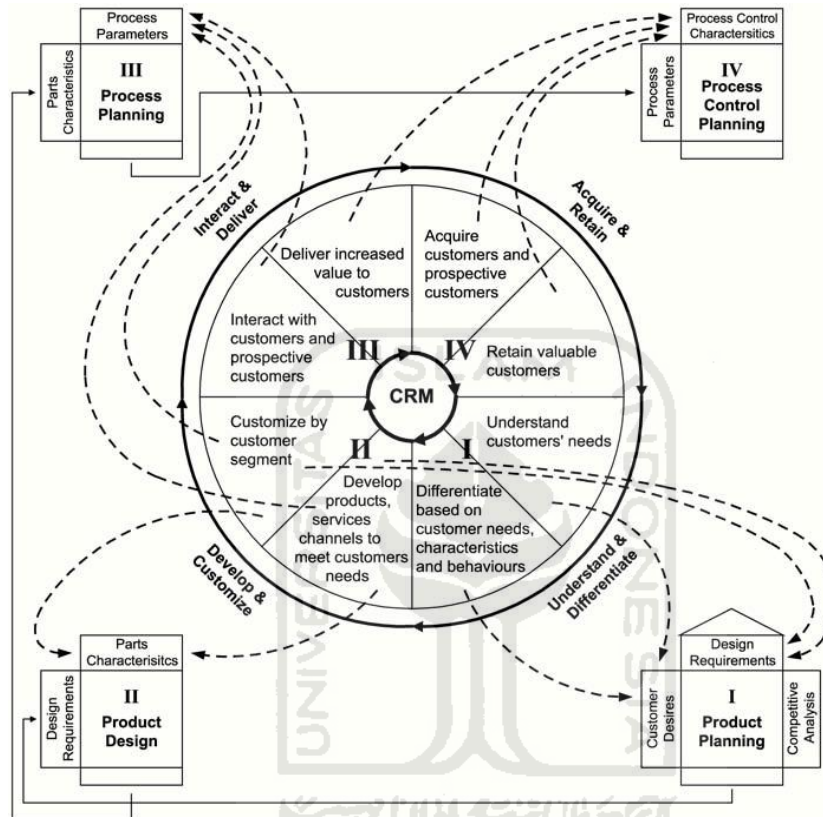 Process
Parameters
Parts
Characteristics
III
Process
Planning
Process Control
Charactersitics
Process
Parameters
IV
Process
Control
Planning
Interact &
Deliver
Acquire &
Retain
Deliver increased
value to
customers
Acquire
customers and
prospective
customers
Interact with
customers and
prospective
customers
III
IV
Retain valuable
customers
CRM
Customize by
customer
segment
II
I
Understand
customers' needs
Develop
products,
services
channels to
meet customers
needs
Differentiate
based on
customer needs,
characteristics
and behaviours
Develop &
Customize
Understand &
Differentiate
Parts
Characterisitcs
Design
Requirements
II
Product
Design
Design
Requirements
Customer
Desires
I
Product
Planning
Competitive
Analysis
UNIVERSITAS
ISLAM
INDONESIA